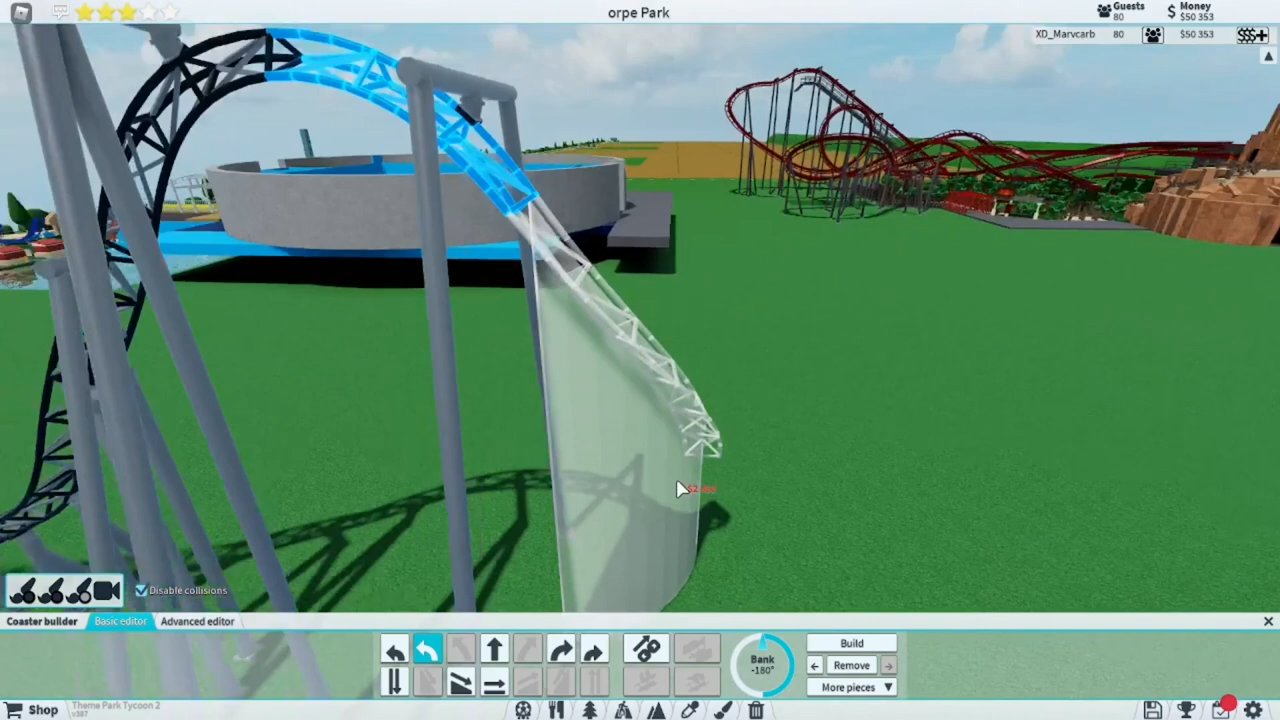 orpe Park
Guests
80
Money
$50 353
XD_Marvcarb 80 $50 353
$$$+
Disable collisions
Coaster builder Basic editor Advanced editor
Bank
-180°
Build
Remove
More pieces
Shop
Theme Park Tycoon 2